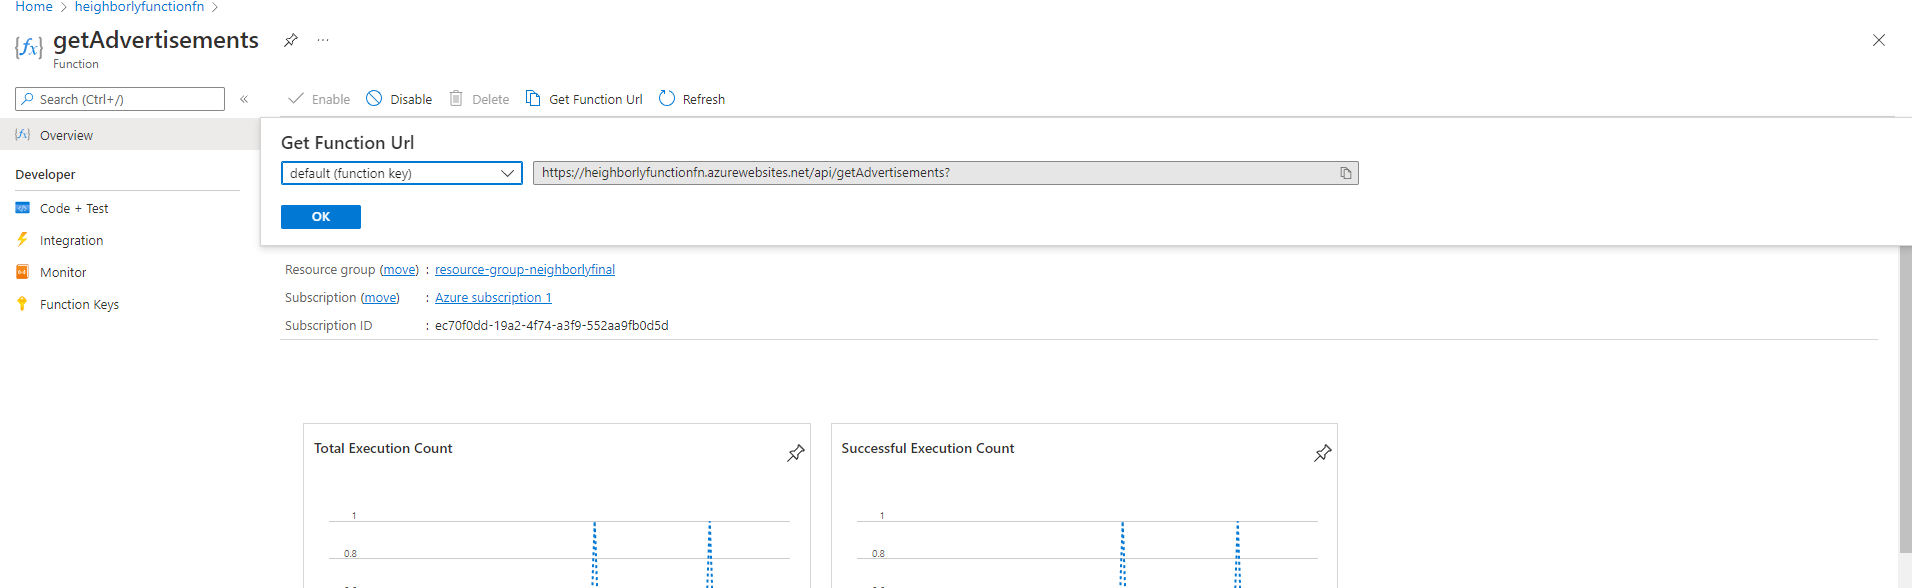 Home > heighborlyfunctionfn >
getAdvertisements ...
Function
Search (Ctrl+/) «
Enable Disable Delete Get Function Url Refresh
Overview
Developer
Code + Test
Integration
Monitor
Function Keys
Get Function Url
default (function key) https://heighborlyfunctionfn.azurewebsites.net/api/getAdvertisements?
OK
Resource group (move) : resource-group-neighborlyfinal
Subscription (move) : Azure subscription 1
Subscription ID : ec70f0dd-19a2-4f74-a3f9-552aa9fb0d5d
Total Execution Count
1
0.8
Successful Execution Count
1
0.8